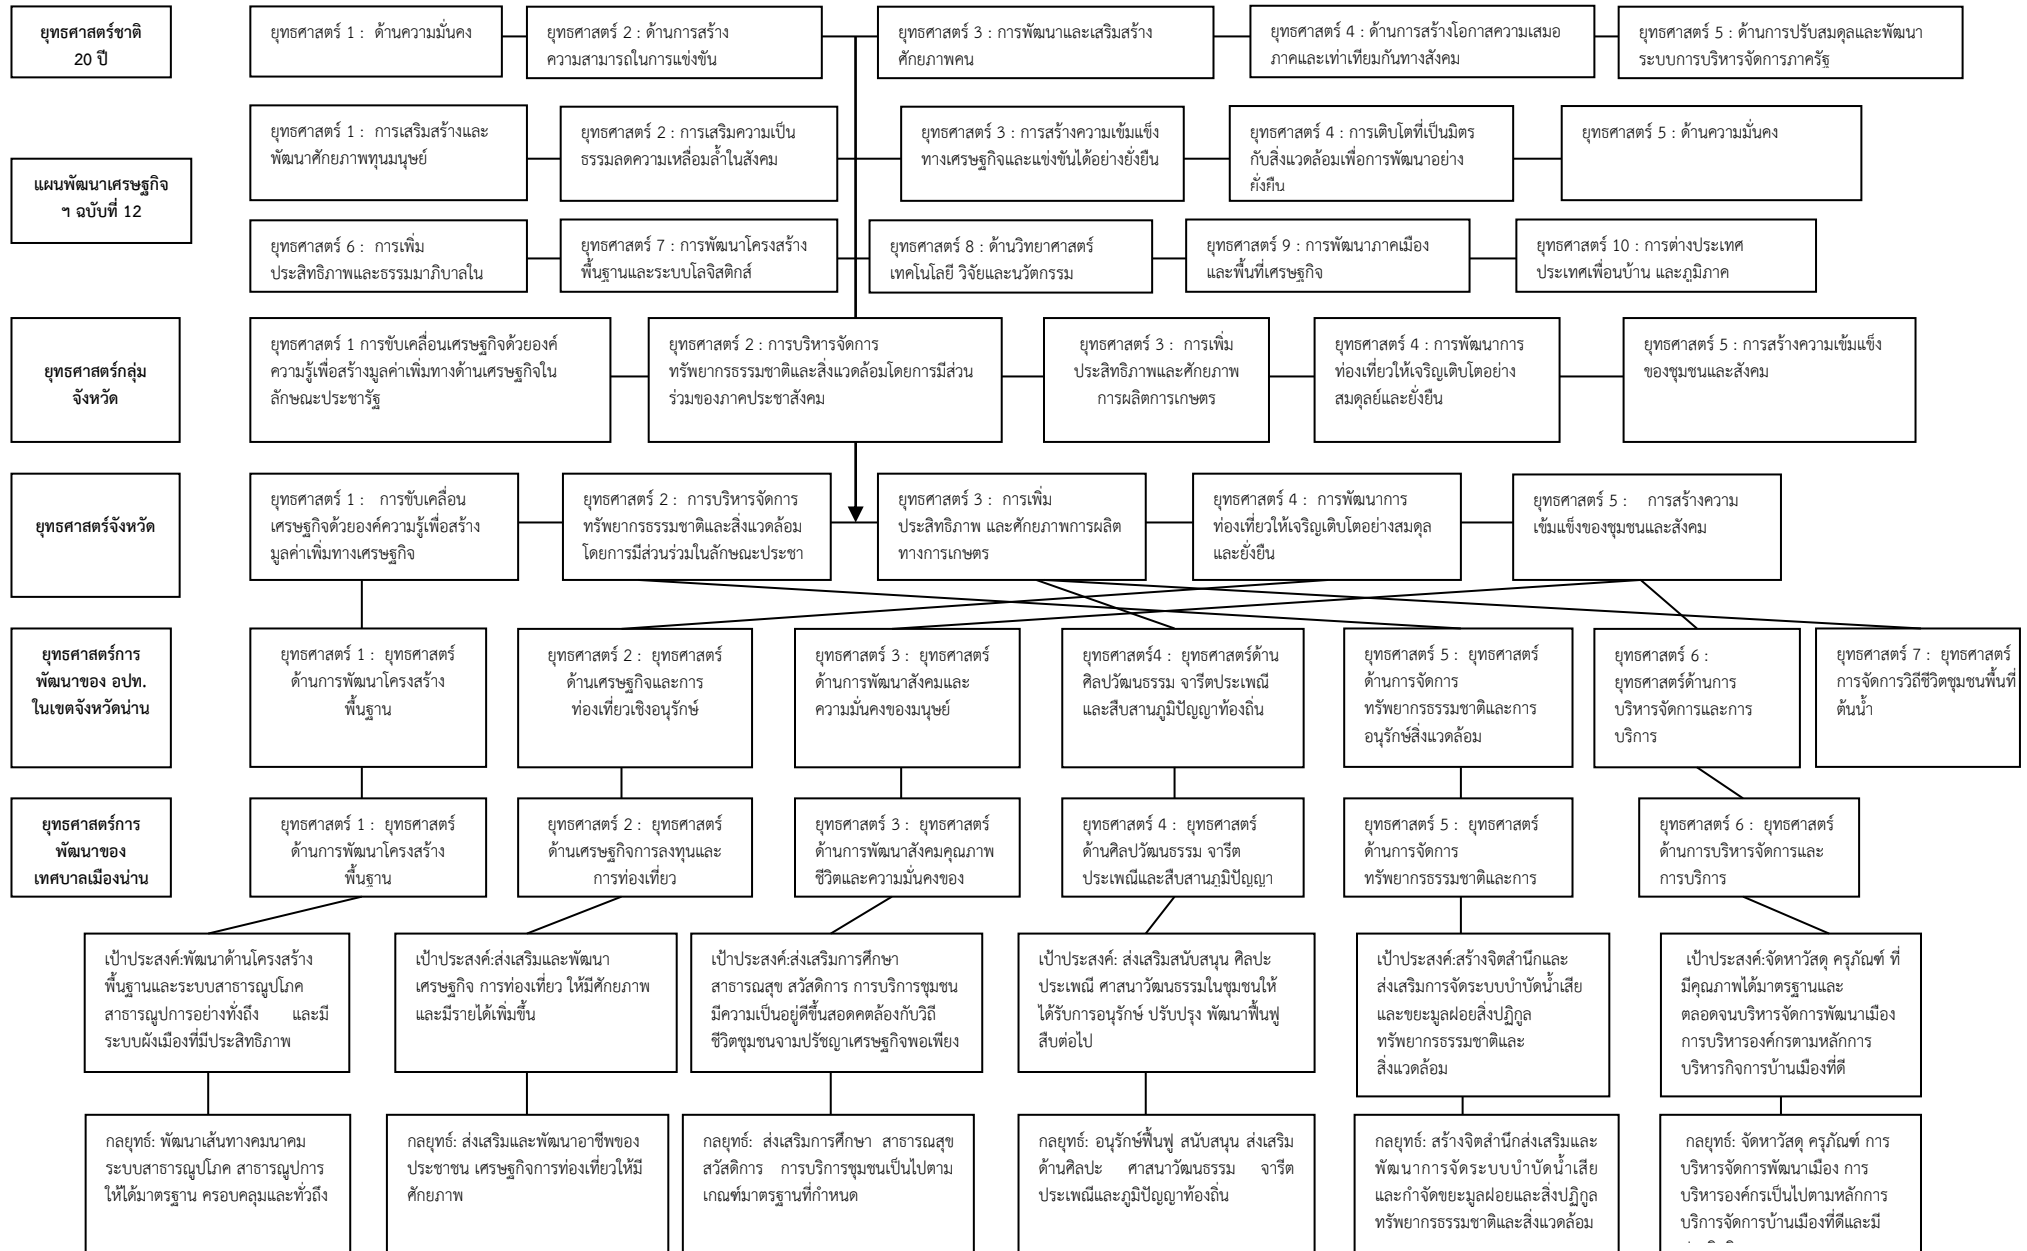 ยุทธศาสตร์ชาติ
20 ปี
ยุทธศาสตร์ 1 : ด้านความมั่นคง
ยุทธศาสตร์ 2 : ด้านการสร้าง
ความสามารถในการแข่งขัน
ยุทธศาสตร์ 3 : การพัฒนาและเสริมสร้าง
ศักยภาพคน
ยุทธศาสตร์ 4 : ด้านการสร้างโอกาสความเสมอ
ภาคและเท่าเทียมกันทางสังคม
ยุทธศาสตร์ 5 : ด้านการปรับสมดุลและพัฒนา
ระบบการบริหารจัดการภาครัฐ
แผนพัฒนาเศรษฐกิจ
ฯ ฉบับที่ 12
ยุทธศาสตร์ 1 : การเสริมสร้างและ
พัฒนาศักยภาพทุนมนุษย์
ยุทธศาสตร์ 2 : การเสริมความเป็น
ธรรมลดความเหลื่อมล้ำในสังคม
ยุทธศาสตร์ 3 : การสร้างความเข้มแข็ง
ทางเศรษฐกิจและแข่งขันได้อย่างยั่งยืน
ยุทธศาสตร์ 4 : การเติบโตที่เป็นมิตร
กับสิ่งแวดล้อมเพื่อการพัฒนาอย่าง
ยั่งยืน
ยุทธศาสตร์ 5 : ด้านความมั่นคง
ยุทธศาสตร์ 6 : การเพิ่ม
ประสิทธิภาพและธรรมมาภิบาลใน
ยุทธศาสตร์ 7 : การพัฒนาโครงสร้าง
พื้นฐานและระบบโลจิสติกส์
ยุทธศาสตร์ 8 : ด้านวิทยาศาสตร์
เทคโนโลยี วิจัยและนวัตกรรม
ยุทธศาสตร์ 9 : การพัฒนาภาคเมือง
และพื้นที่เศรษฐกิจ
ยุทธศาสตร์ 10 : การต่างประเทศ
ประเทศเพื่อนบ้าน และภูมิภาค
ยุทธศาสตร์กลุ่ม
จังหวัด
ยุทธศาสตร์ 1 การขับเคลื่อนเศรษฐกิจด้วยองค์
ความรู้เพื่อสร้างมูลค่าเพิ่มทางด้านเศรษฐกิจใน
ลักษณะประชารัฐ
ยุทธศาสตร์ 2 : การบริหารจัดการ
ทรัพยากรธรรมชาติและสิ่งแวดล้อมโดยการมีส่วน
ร่วมของภาคประชาสังคม
ยุทธศาสตร์ 3 : การเพิ่ม
ประสิทธิภาพและศักยภาพ
การผลิตการเกษตร
ยุทธศาสตร์ 4 : การพัฒนาการ
ท่องเที่ยวให้เจริญเติบโตอย่าง
สมดุลย์และยั่งยืน
ยุทธศาสตร์ 5 : การสร้างความเข้มแข็ง
ของชุมชนและสังคม
ยุทธศาสตร์จังหวัด
ยุทธศาสตร์ 1 : การขับเคลื่อน
เศรษฐกิจด้วยองค์ความรู้เพื่อสร้าง
มูลค่าเพิ่มทางเศรษฐกิจ
ยุทธศาสตร์ 2 : การบริหารจัดการ
ทรัพยากรธรรมชาติและสิ่งแวดล้อม
โดยการมีส่วนร่วมในลักษณะประชา
ยุทธศาสตร์ 3 : การเพิ่ม
ประสิทธิภาพ และศักยภาพการผลิต
ทางการเกษตร
ยุทธศาสตร์ 4 : การพัฒนาการ
ท่องเที่ยวให้เจริญเติบโตอย่างสมดุล
และยั่งยืน
ยุทธศาสตร์ 5 : การสร้างความ
เข้มแข็งของชุมชนและสังคม
ยุทธศาสตร์การ
พัฒนาของ อปท.
ในเขตจังหวัดน่าน
ยุทธศาสตร์ 1 : ยุทธศาสตร์
ด้านการพัฒนาโครงสร้าง
พื้นฐาน
ยุทธศาสตร์ 2 : ยุทธศาสตร์
ด้านเศรษฐกิจและการ
ท่องเที่ยวเชิงอนุรักษ์
ยุทธศาสตร์ 3 : ยุทธศาสตร์
ด้านการพัฒนาสังคมและ
ความมั่นคงของมนุษย์
ยุทธศาสตร์4 : ยุทธศาสตร์ด้าน
ศิลปวัฒนธรรม จารีตประเพณี
และสืบสานภูมิปัญญาท้องถิ่น
ยุทธศาสตร์ 5 : ยุทธศาสตร์
ด้านการจัดการ
ทรัพยากรธรรมชาติและการ
อนุรักษ์สิ่งแวดล้อม
ยุทธศาสตร์ 6 :
ยุทธศาสตร์ด้านการ
บริหารจัดการและการ
บริการ
ยุทธศาสตร์ 7 : ยุทธศาสตร์
การจัดการวิถีชีวิตชุมชนพื้นที่
ต้นน้ำ
ยุทธศาสตร์การ
พัฒนาของ
เทศบาลเมืองน่าน
ยุทธศาสตร์ 1 : ยุทธศาสตร์
ด้านการพัฒนาโครงสร้าง
พื้นฐาน
ยุทธศาสตร์ 2 : ยุทธศาสตร์
ด้านเศรษฐกิจการลงทุนและ
การท่องเที่ยว
ยุทธศาสตร์ 3 : ยุทธศาสตร์
ด้านการพัฒนาสังคมคุณภาพ
ชีวิตและความมั่นคงของ
ยุทธศาสตร์ 4 : ยุทธศาสตร์
ด้านศิลปวัฒนธรรม จารีต
ประเพณีและสืบสานภูมิปัญญา
ยุทธศาสตร์ 5 : ยุทธศาสตร์
ด้านการจัดการ
ทรัพยากรธรรมชาติและการ
ยุทธศาสตร์ 6 : ยุทธศาสตร์
ด้านการบริหารจัดการและ
การบริการ
เป้าประสงค์:พัฒนาด้านโครงสร้าง
พื้นฐานและระบบสาธารณูปโภค
สาธารณูปการอย่างทั่งถึง และมี
ระบบผังเมืองที่มีประสิทธิภาพ
เป้าประสงค์:ส่งเสริมและพัฒนา
เศรษฐกิจ การท่องเที่ยว ให้มีศักยภาพ
และมีรายได้เพิ่มขึ้น
เป้าประสงค์:ส่งเสริมการศึกษา
สาธารณสุข สวัสดิการ การบริการชุมชน
มีความเป็นอยู่ดีขึ้นสอดคตล้องกับวิถี
ชีวิตชุมชนจามปรัชญาเศรษฐกิจพอเพียง
เป้าประสงค์: ส่งเสริมสนับสนุน ศิลปะ
ประเพณี ศาสนาวัฒนธรรมในชุมชนให้
ได้รับการอนุรักษ์ ปรับปรุง พัฒนาฟื้นฟู
สืบต่อไป
เป้าประสงค์:สร้างจิตสำนึกและ
ส่งเสริมการจัดระบบบำบัดน้ำเสีย
และขยะมูลฝอยสิ่งปฏิกูล
ทรัพยากรธรรมชาติและ
สิ่งแวดล้อม
เป้าประสงค์:จัดหาวัสดุ ครุภัณฑ์ ที่
มีคุณภาพได้มาตรฐานและ
ตลอดจนบริหารจัดการพัฒนาเมือง
การบริหารองค์กรตามหลักการ
บริหารกิจการบ้านเมืองที่ดี
กลยุทธ์: พัฒนาเส้นทางคมนาคม
ระบบสาธารณูปโภค สาธารณูปการ
ให้ได้มาตรฐาน ครอบคลุมและทั่วถึง
กลยุทธ์: ส่งเสริมและพัฒนาอาชีพของ
ประชาชน เศรษฐกิจการท่องเที่ยวให้มี
ศักยภาพ
กลยุทธ์: ส่งเสริมการศึกษา สาธารณสุข
สวัสดิการ การบริการชุมชนเป็นไปตาม
เกณฑ์มาตรฐานที่กำหนด
กลยุทธ์: อนุรักษ์ฟื้นฟู สนับสนุน ส่งเสริม
ด้านศิลปะ ศาสนาวัฒนธรรม จารีต
ประเพณีและภูมิปัญญาท้องถิ่น
กลยุทธ์: สร้างจิตสำนึกส่งเสริมและ
พัฒนาการจัดระบบบำบัดน้ำเสีย
และกำจัดขยะมูลฝอยและสิ่งปฏิกูล
ทรัพยากรธรรมชาติและสิ่งแวดล้อม
กลยุทธ์: จัดหาวัสดุ ครุภัณฑ์ การ
บริหารจัดการพัฒนาเมือง การ
บริหารองค์กรเป็นไปตามหลักการ
บริการจัดการบ้านเมืองที่ดีและมี